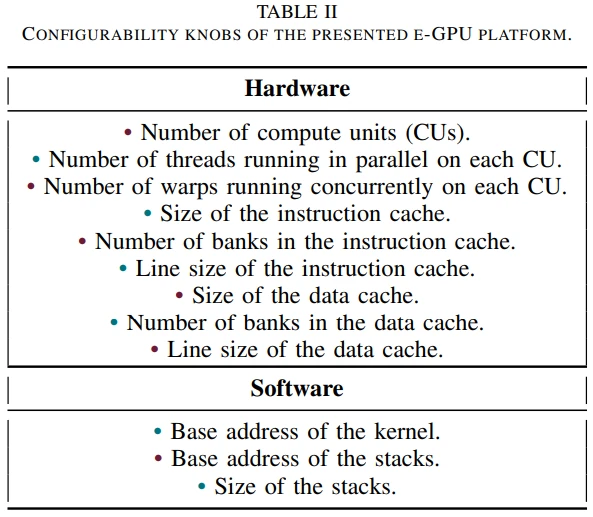 TABLE II
CONFIGURABILITY KNOBS OF THE PRESENTED E-GPU PLATFORM.
Hardware
• Number of compute units (CUs).
• Number of threads running in parallel on each CU.
• Number of warps running concurrently on each CU.
• Size of the instruction cache.
• Number of banks in the instruction cache.
• Line size of the instruction cache.
• Size of the data cache.
• Number of banks in the data cache.
• Line size of the data cache.
Software
• Base address of the kernel.
• Base address of the stacks.
• Size of the stacks.